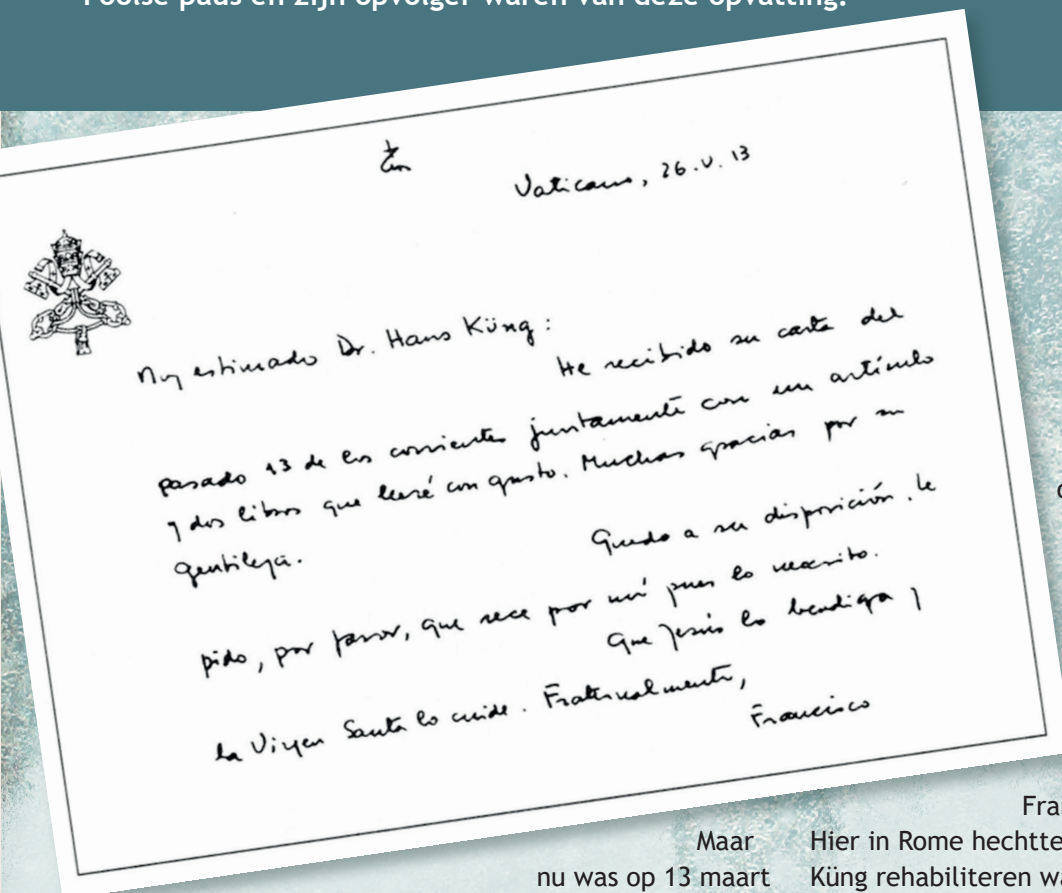 Poolse paus en zijn opvolger waren van deze opvatting.
Vaticano, 26.V.13
Muy estimado Dr. Hans Küng:
He recibido su carta del
pasado 13 de los corrientes juntamente con un artículo
y dos libros que leeré con gusto. Muchas gracias por su
gentileza.
Quedo a su disposición. Le
pido, por favor, que rece por mí pues lo necesito.
Que Jesús lo bendiga y
la Virgen Santa lo cuide. Fraternalmente,
Francisco
Fra
Maar
nu was op 13 maart
Hier in Rome hechtte
Küng rehabiliteren wa